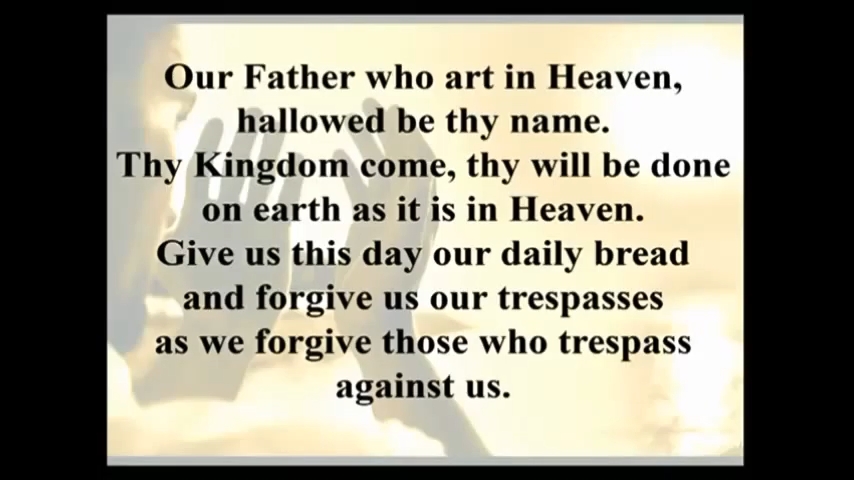 Our Father who art in Heaven,
hallowed be thy name.
Thy Kingdom come, thy will be done
on earth as it is in Heaven.
Give us this day our daily bread
and forgive us our trespasses
as we forgive those who trespass
against us.